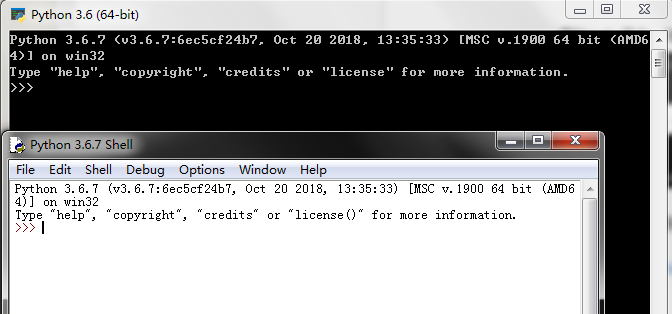 Python 3.6 (64-bit)
Python 3.6.7 (v3.6.7:6ec5cf24b7, Oct 20 2018, 13:35:33) [MSC v.1900 64 bit (AMD6
4)] on win32
Type "help", "copyright", "credits" or "license" for more information.
>>>
Python 3.6.7 Shell
File Edit Shell Debug Options Window Help
Python 3.6.7 (v3.6.7:6ec5cf24b7, Oct 20 2018, 13:35:33) [MSC v.1900 64 bit (AMD6
4)] on win32
Type "help", "copyright", "credits" or "license()" for more information.
>>>